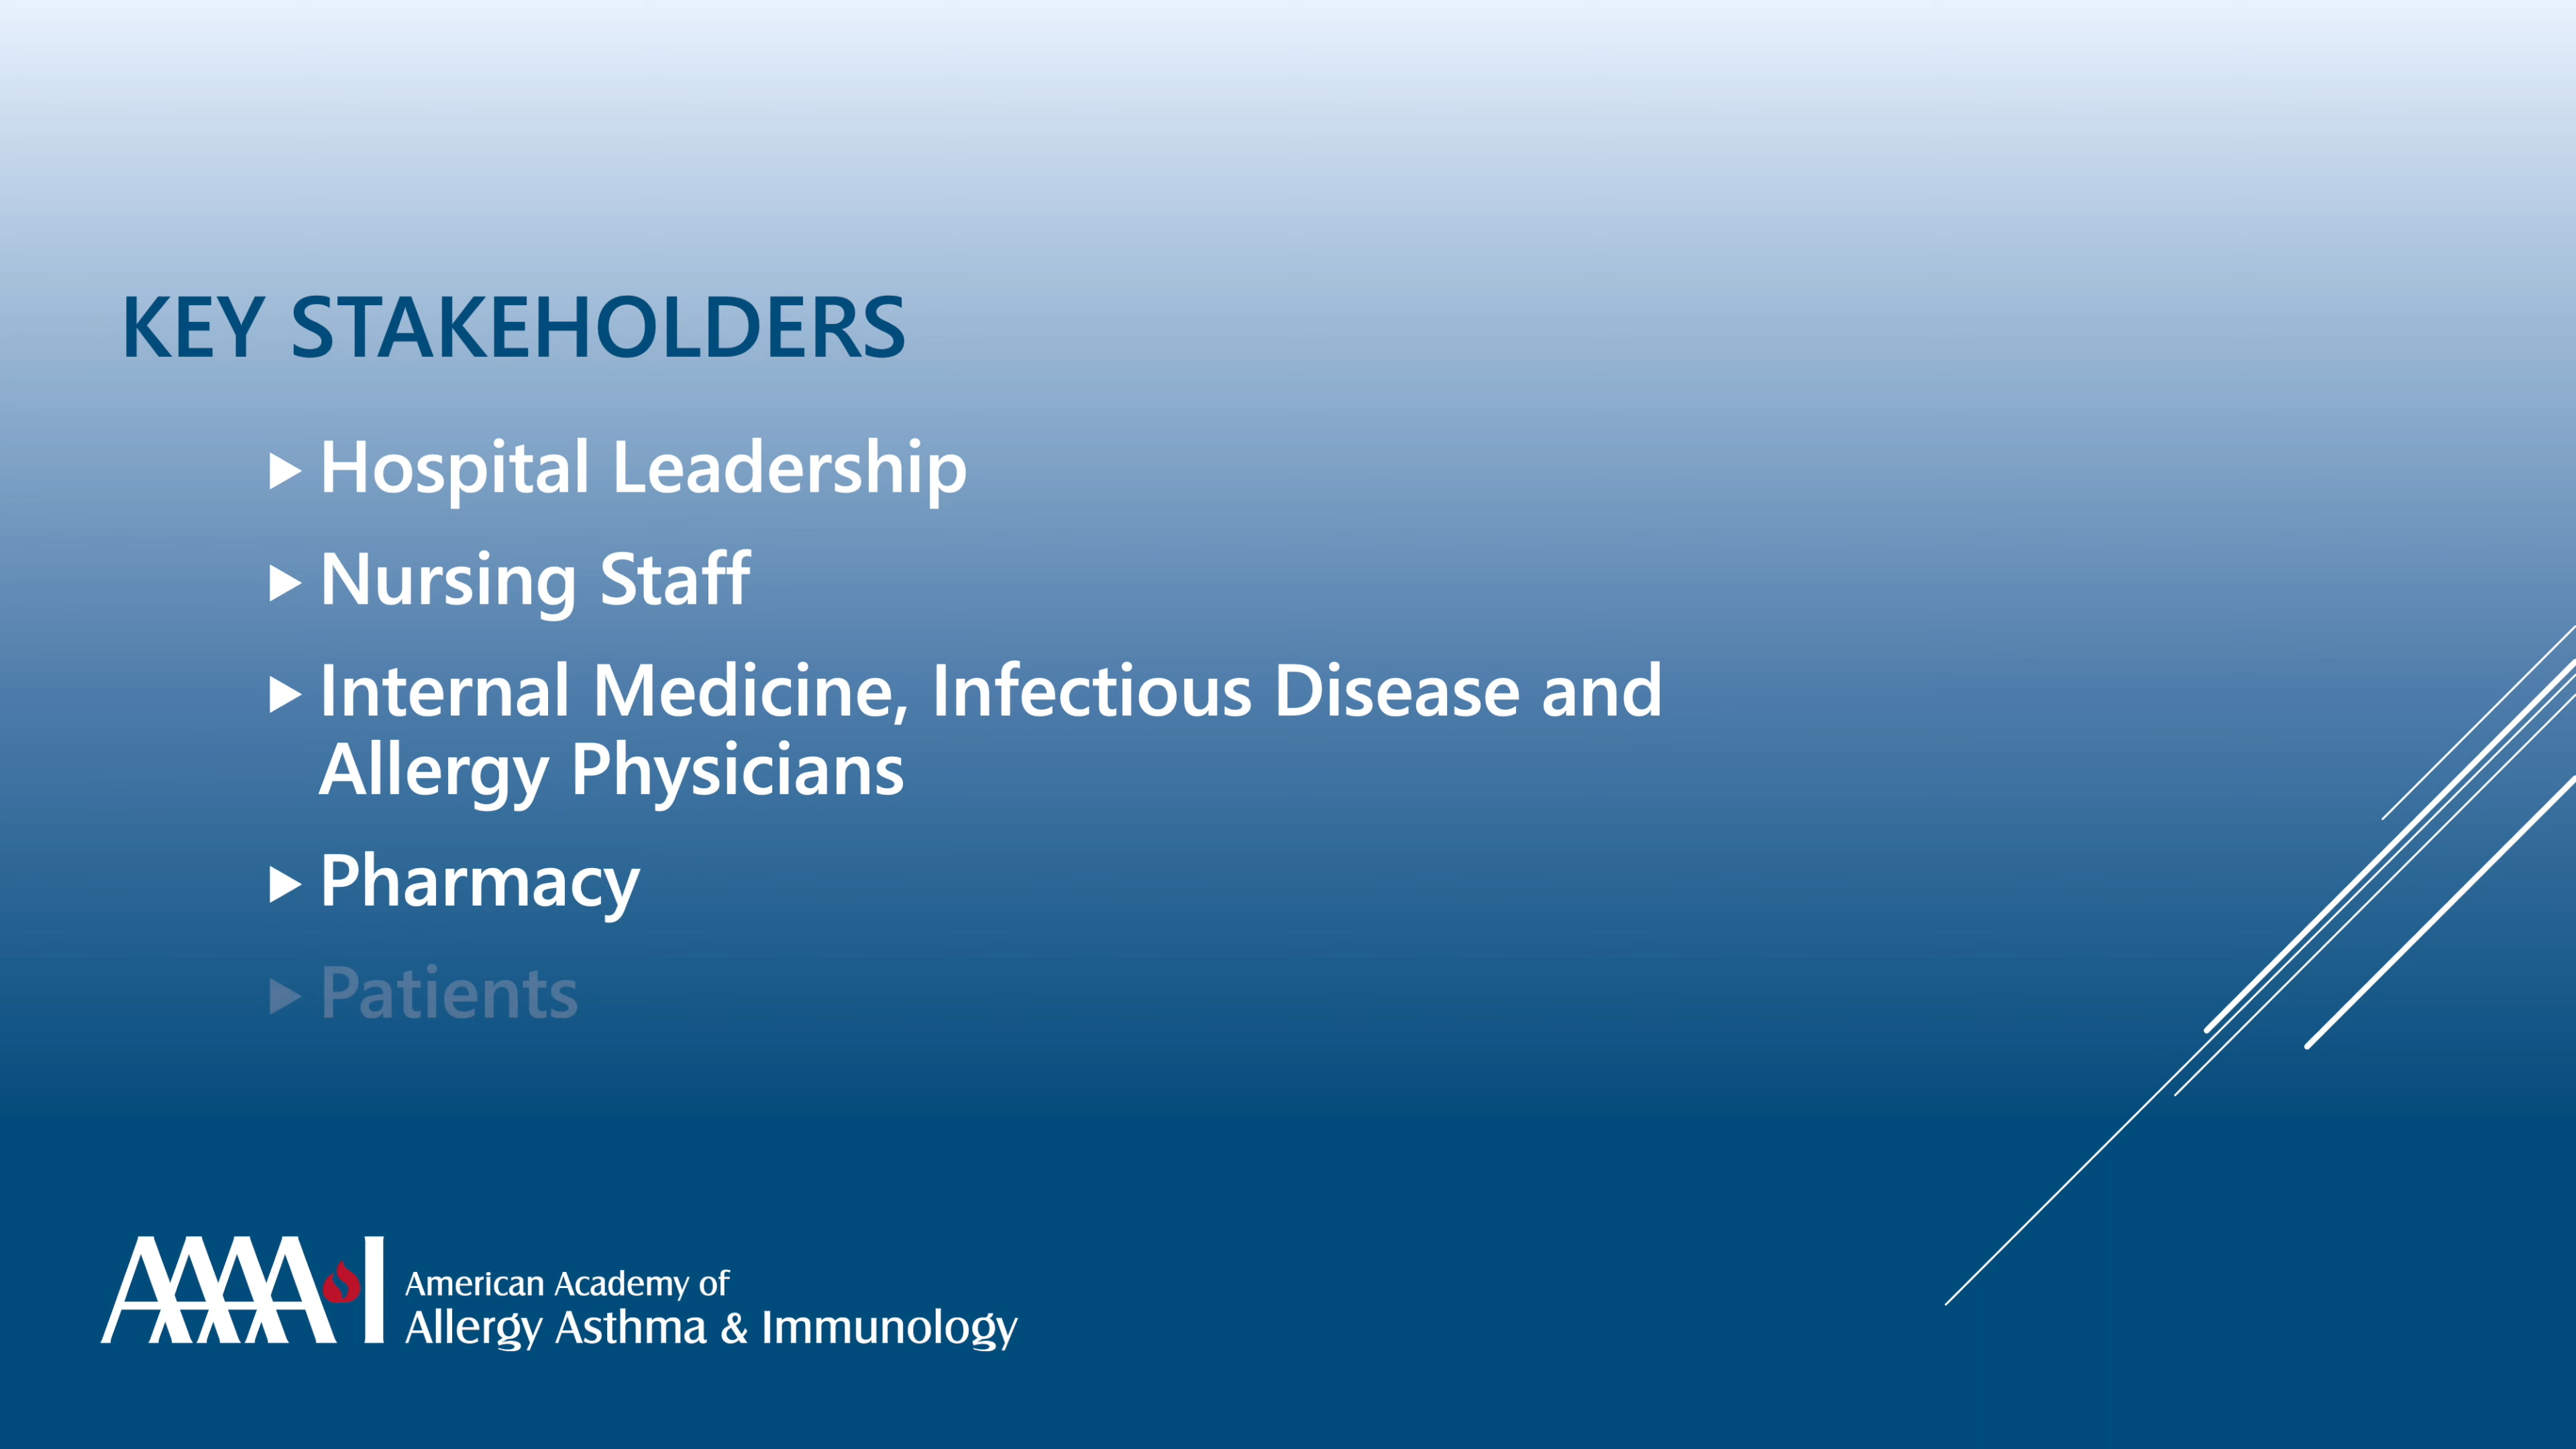 KEY STAKEHOLDERS
Hospital Leadership
Nursing Staff
Internal Medicine, Infectious Disease and
Allergy Physicians
Pharmacy
Patients
AAAAI
American Academy of
Allergy Asthma & Immunology